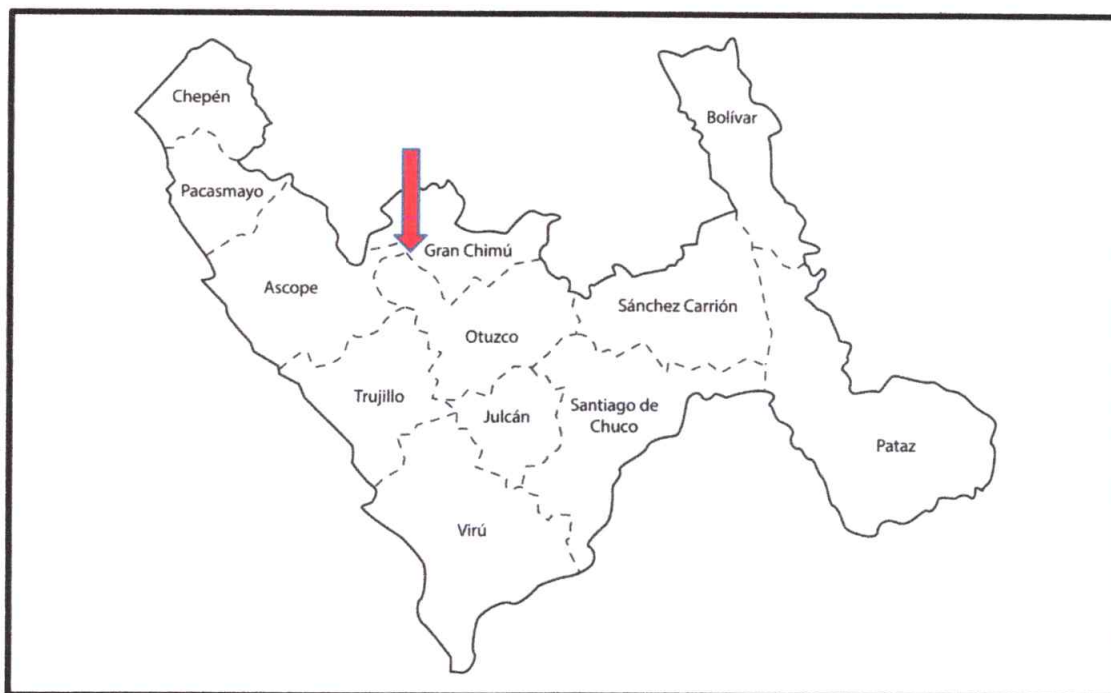 Chepén
Bolívar
Pacasmayo
Gran Chimú
Ascope
Sánchez Carrión
Otuzco
Trujillo
Julcán
Santiago de
Chuco
Pataz
Virú